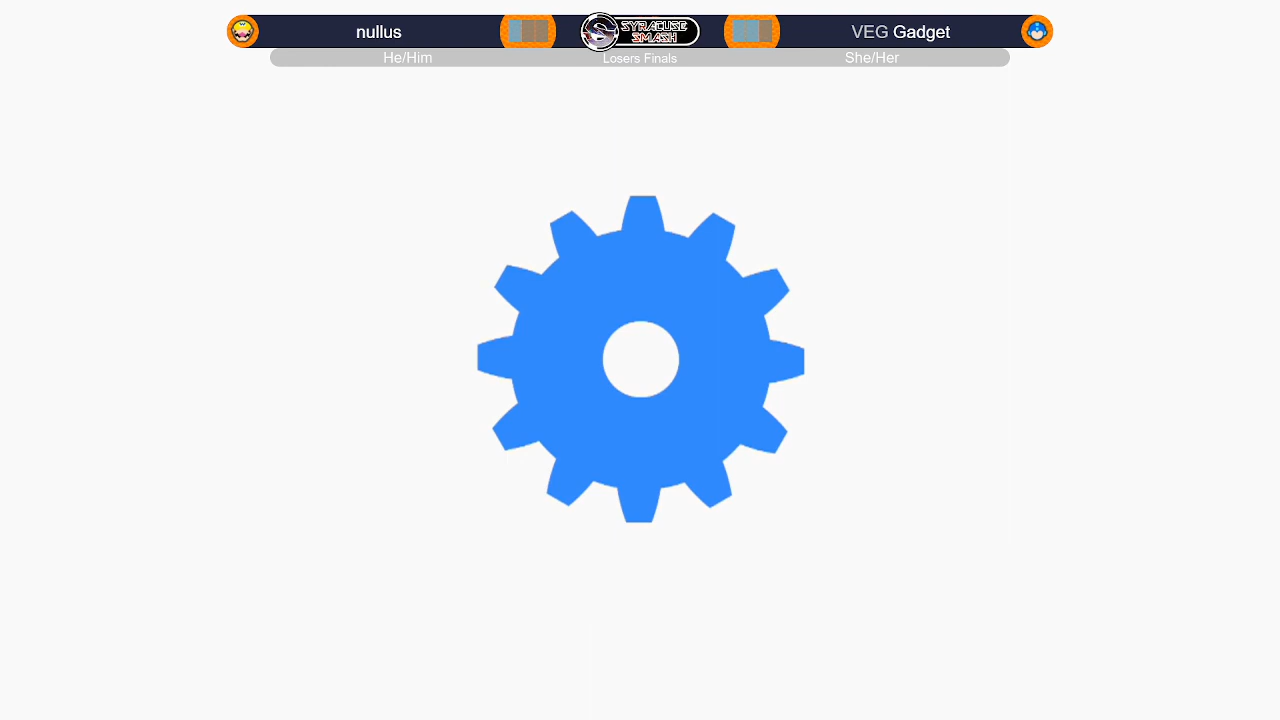 nullus
SYRACUSE
SMASH
VEG Gadget
He/Him
Losers Finals
She/Her